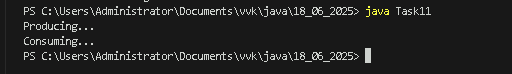 PS C:\Users\Administrator\Documents\vvk\java\18_06_2025> java Task11
Producing...
Consuming...
PS C:\Users\Administrator\Documents\vvk\java\18_06_2025>